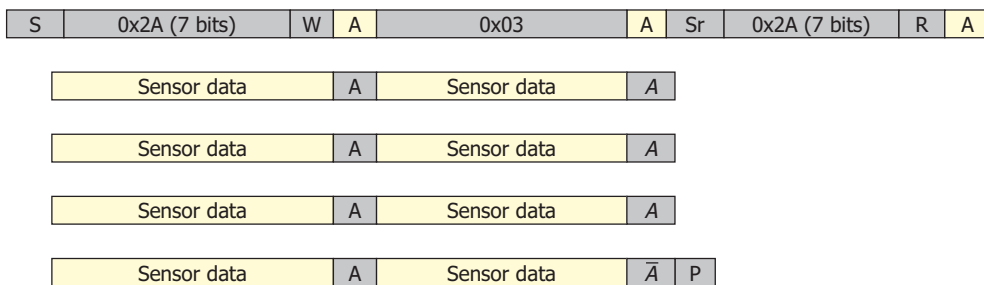 S 0x2A (7 bits) W A 0x03 A Sr 0x2A (7 bits) R A
Sensor data A Sensor data A
Sensor data A Sensor data A
Sensor data A Sensor data A
Sensor data A Sensor data A̅ P